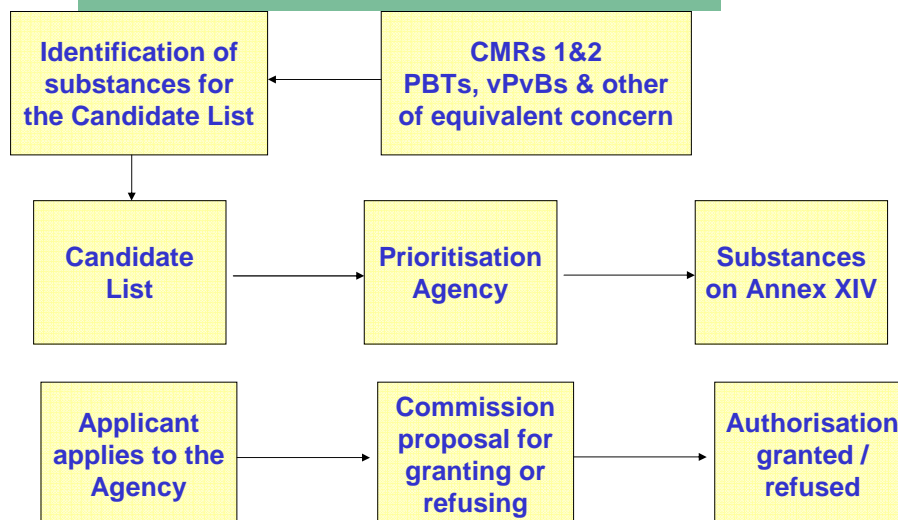 Identification of
substances for
the Candidate List
CMRs 1&2
PBTs, vPvBs & other
of equivalent concern
Candidate
List
Prioritisation
Agency
Substances
on Annex XIV
Applicant
applies to the
Agency
Commission
proposal for
granting or
refusing
Authorisation
granted /
refused